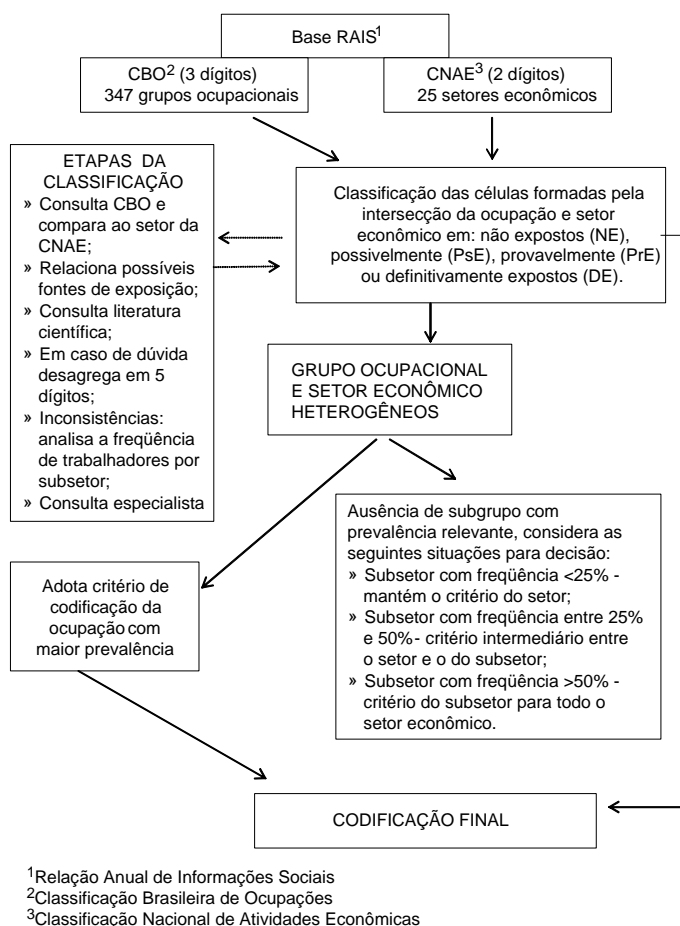 Base RAIS¹
CBO² (3 dígitos)
347 grupos ocupacionais
CNAE³ (2 dígitos)
25 setores econômicos
ETAPAS DA
CLASSIFICAÇÃO
» Consulta CBO e
compara ao setor da
CNAE;
» Relaciona possíveis
fontes de exposição;
» Consulta literatura
científica;
» Em caso de dúvida
desagrega em 5
dígitos;
» Inconsistências:
analisa a freqüência
de trabalhadores por
subsetor;
» Consulta especialista
Classificação das células formadas pela
intersecção da ocupação e setor
econômico em: não expostos (NE),
possivelmente (PsE), provavelmente (PrE)
ou definitivamente expostos (DE).
GRUPO OCUPACIONAL
E SETOR ECONÔMICO
HETEROGÊNEOS
Adota critério de
codificação da
ocupação com
maior prevalência
Ausência de subgrupo com
prevalência relevante, considera as
seguintes situações para decisão:
» Subsetor com freqüência <25% -
mantém o critério do setor;
» Subsetor com freqüência entre 25%
e 50%- critério intermediário entre
o setor e o do subsetor;
» Subsetor com freqüência >50% -
critério do subsetor para todo o
setor econômico.
CODIFICAÇÃO FINAL
¹Relação Anual de Informações Sociais
²Classificação Brasileira de Ocupações
³Classificação Nacional de Atividades Econômicas